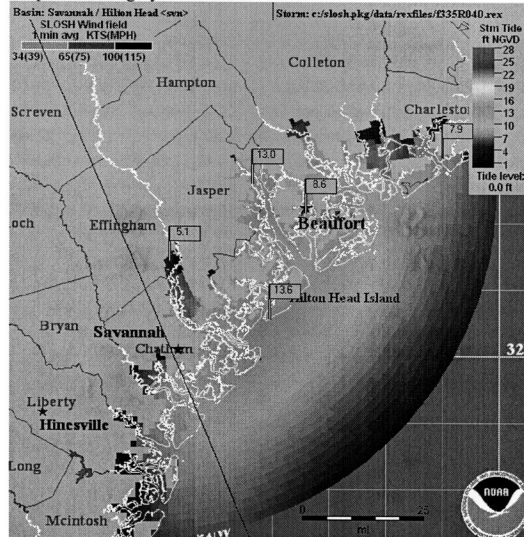 Basin: Savannah / Hilton Head <svn>
Storm: c:/slosh.pkg/data/rexfiles/f335R040.rex
SLOSH Wind field
1 min avg KTS(MPH)
34(39) 65(75) 100(115)
Stm Tide
ft NGVD
28
25
22
19
16
13
10
7
4
1
Tide level:
0.0 ft
Colleton
Hampton
Screven
Charleston
7.9
13.0
Jasper
8.6
Beaufort
Effingham
5.1
13.6
Hilton Head Island
Bryan
Savannah
Chatham
32
Liberty
Hinesville
Long
Mcintosh
0 25
mi.
NOAA